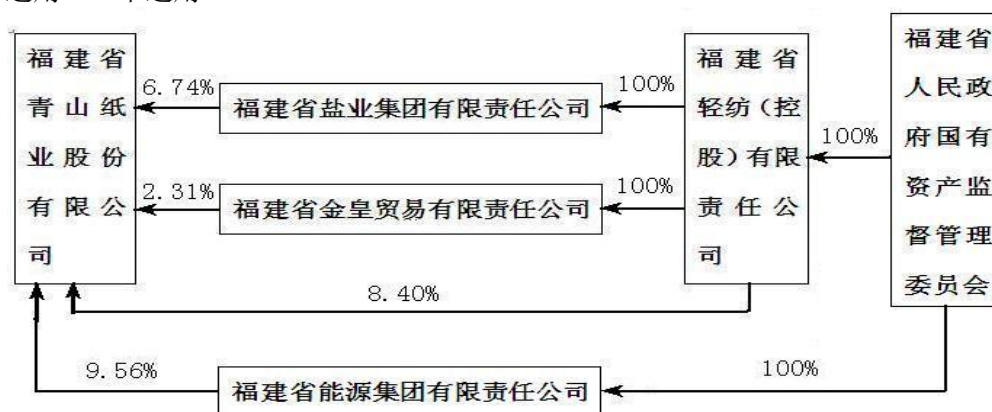 福建省
青山纸
业股份
有限公
司
6.74%
福建省盐业集团有限责任公司
100%
2.31%
福建省金皇贸易有限责任公司
100%
福建省
轻纺（控
股）有限
责任公
司
100%
福建省
人民政
府国有
资产监
督管理
委员会
8.40%
9.56%
福建省能源集团有限责任公司
100%